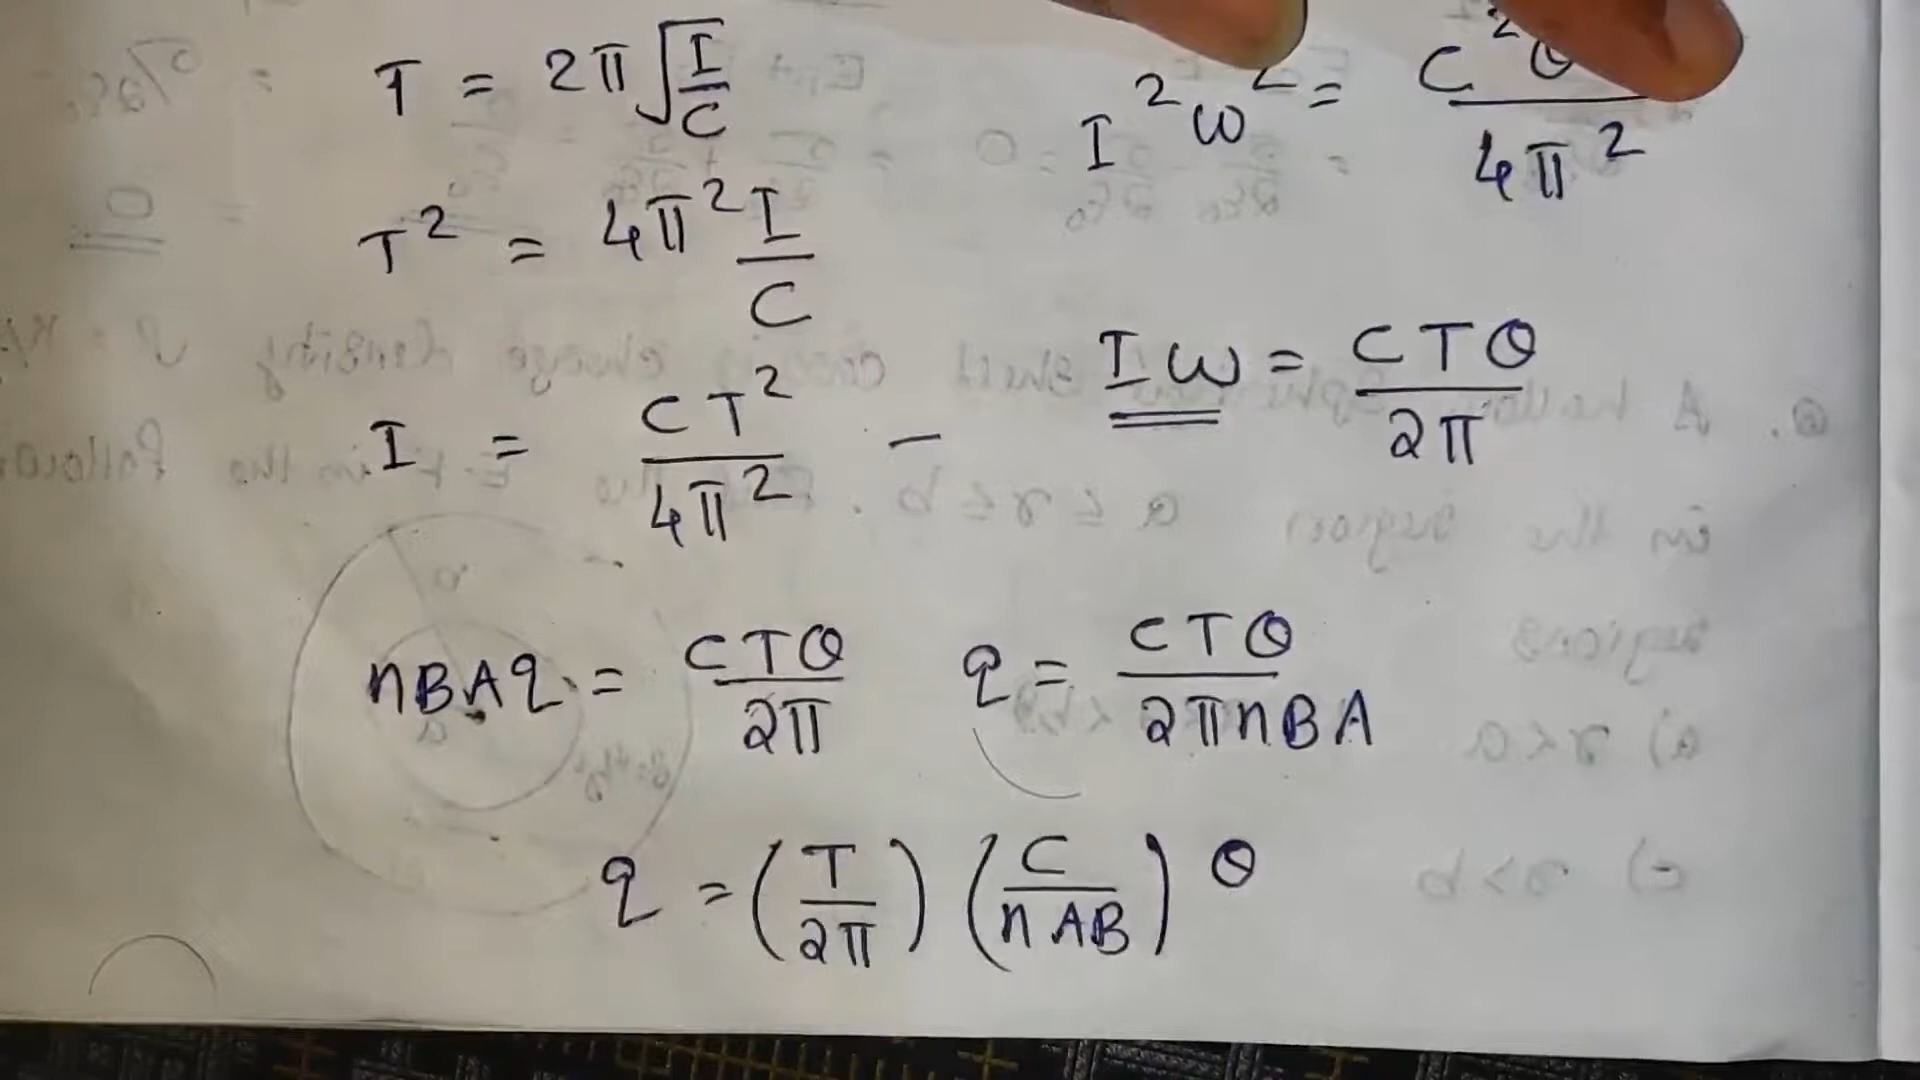 T = 2π√(I/C)
T² = 4π² I/C
I = CT²/4π² —
I²ω² = C²θ/4π²
Iω = CTθ/2π
nBAq = CTθ/2π
q = CTθ/2πnBA
q = (T/2π) (C/nAB) θ